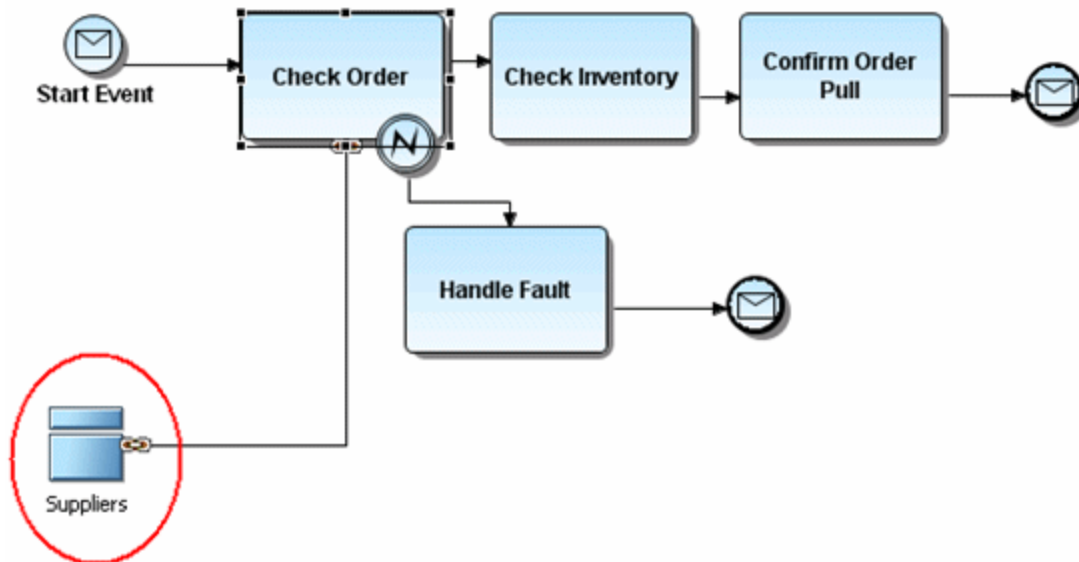 Start Event
Check Order
Check Inventory
Confirm Order
Pull
Handle Fault
Suppliers